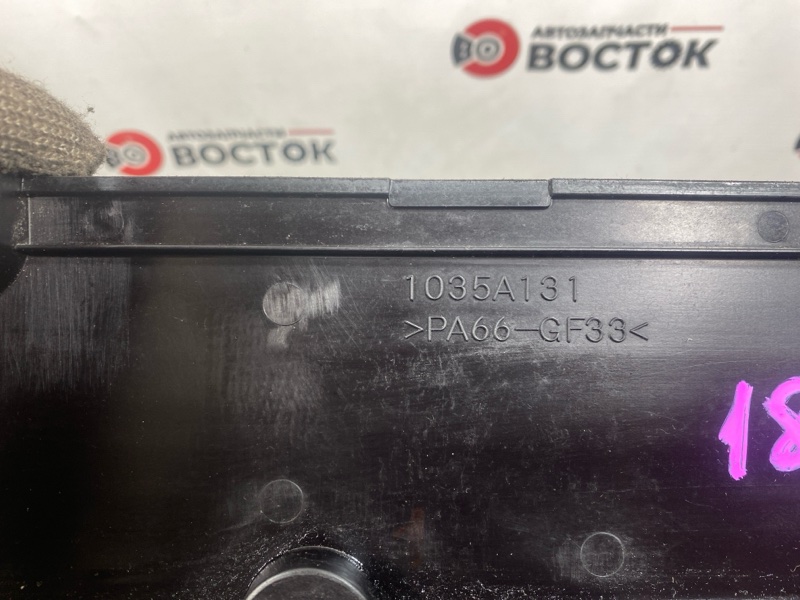 АВТОЗАПЧАСТИ
ВОСТОК
АВТОЗАПЧАСТИ
ВОСТОК
1035A131
>PA66-GF33<
18